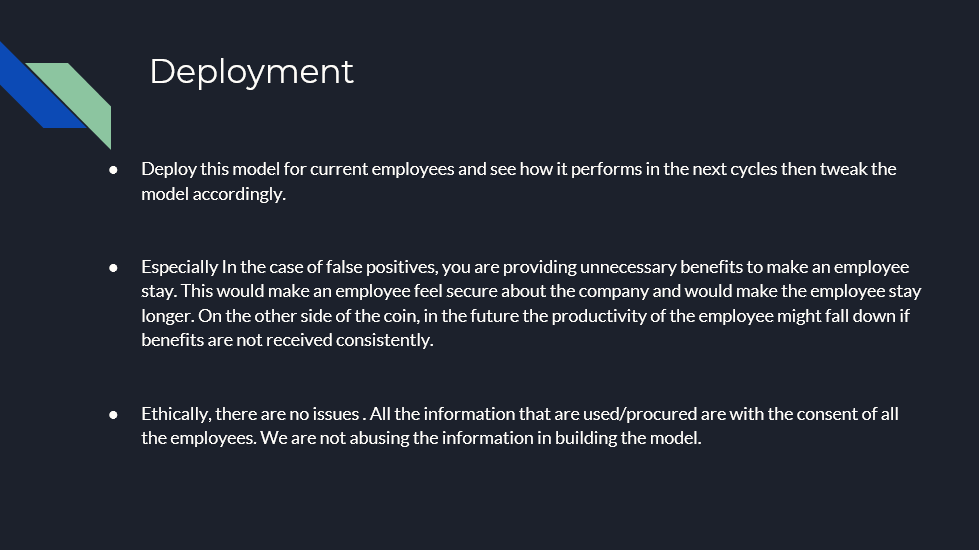 Deployment
● Deploy this model for current employees and see how it performs in the next cycles then tweak the
model accordingly.
● Especially In the case of false positives, you are providing unnecessary benefits to make an employee
stay. This would make an employee feel secure about the company and would make the employee stay
longer. On the other side of the coin, in the future the productivity of the employee might fall down if
benefits are not received consistently.
● Ethically, there are no issues . All the information that are used/procured are with the consent of all
the employees. We are not abusing the information in building the model.